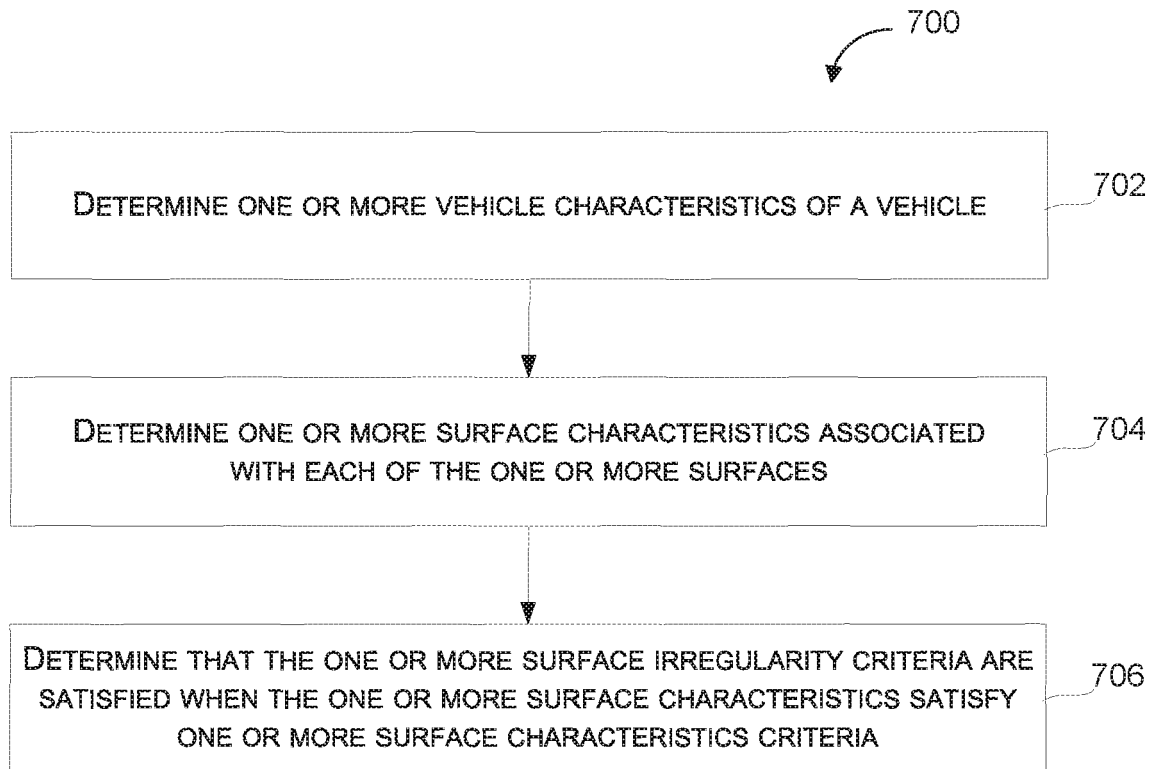 700
DETERMINE ONE OR MORE VEHICLE CHARACTERISTICS OF A VEHICLE
702
DETERMINE ONE OR MORE SURFACE CHARACTERISTICS ASSOCIATED
WITH EACH OF THE ONE OR MORE SURFACES
704
DETERMINE THAT THE ONE OR MORE SURFACE IRREGULARITY CRITERIA ARE
SATISFIED WHEN THE ONE OR MORE SURFACE CHARACTERISTICS SATISFY
ONE OR MORE SURFACE CHARACTERISTICS CRITERIA
706